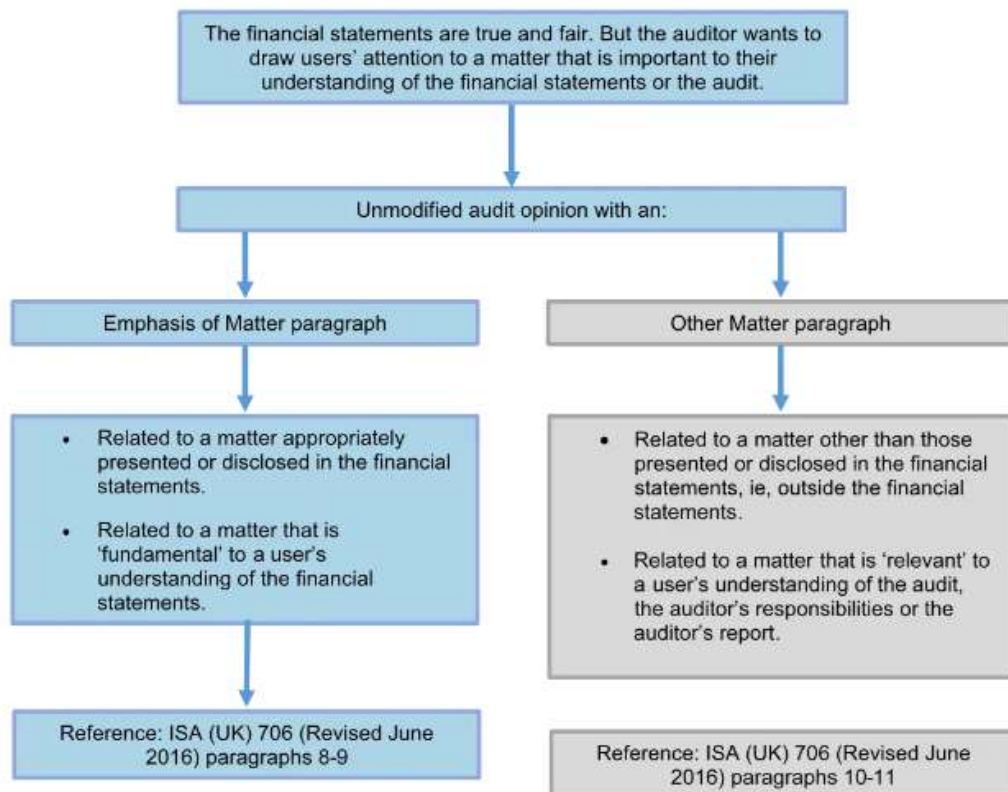 The financial statements are true and fair. But the auditor wants to
draw users' attention to a matter that is important to their
understanding of the financial statements or the audit.
Unmodified audit opinion with an:
Emphasis of Matter paragraph
• Related to a matter appropriately
presented or disclosed in the financial
statements.
• Related to a matter that is
'fundamental' to a user's
understanding of the financial
statements.
Reference: ISA (UK) 706 (Revised June
2016) paragraphs 8-9
Other Matter paragraph
• Related to a matter other than those
presented or disclosed in the financial
statements, ie, outside the financial
statements.
• Related to a matter that is 'relevant' to
a user's understanding of the audit,
the auditor's responsibilities or the
auditor's report.
Reference: ISA (UK) 706 (Revised June
2016) paragraphs 10-11